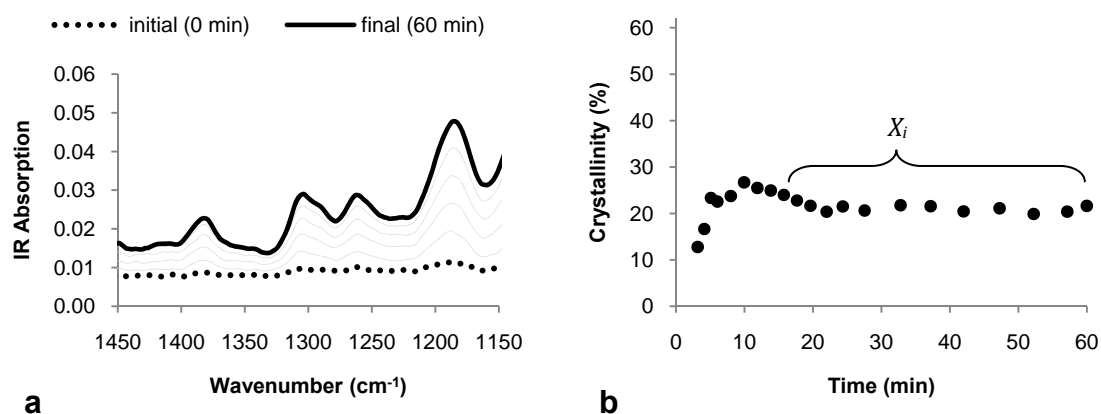 initial (0 min) final (60 min)
IR Absorption
0.06
0.05
0.04
0.03
0.02
0.01
0.00
1450 1400 1350 1300 1250 1200 1150
Wavenumber (cm⁻¹)
a
Crystallinity (%)
60
50
40
30
20
10
0
Xᵢ
0 10 20 30 40 50 60
Time (min)
b